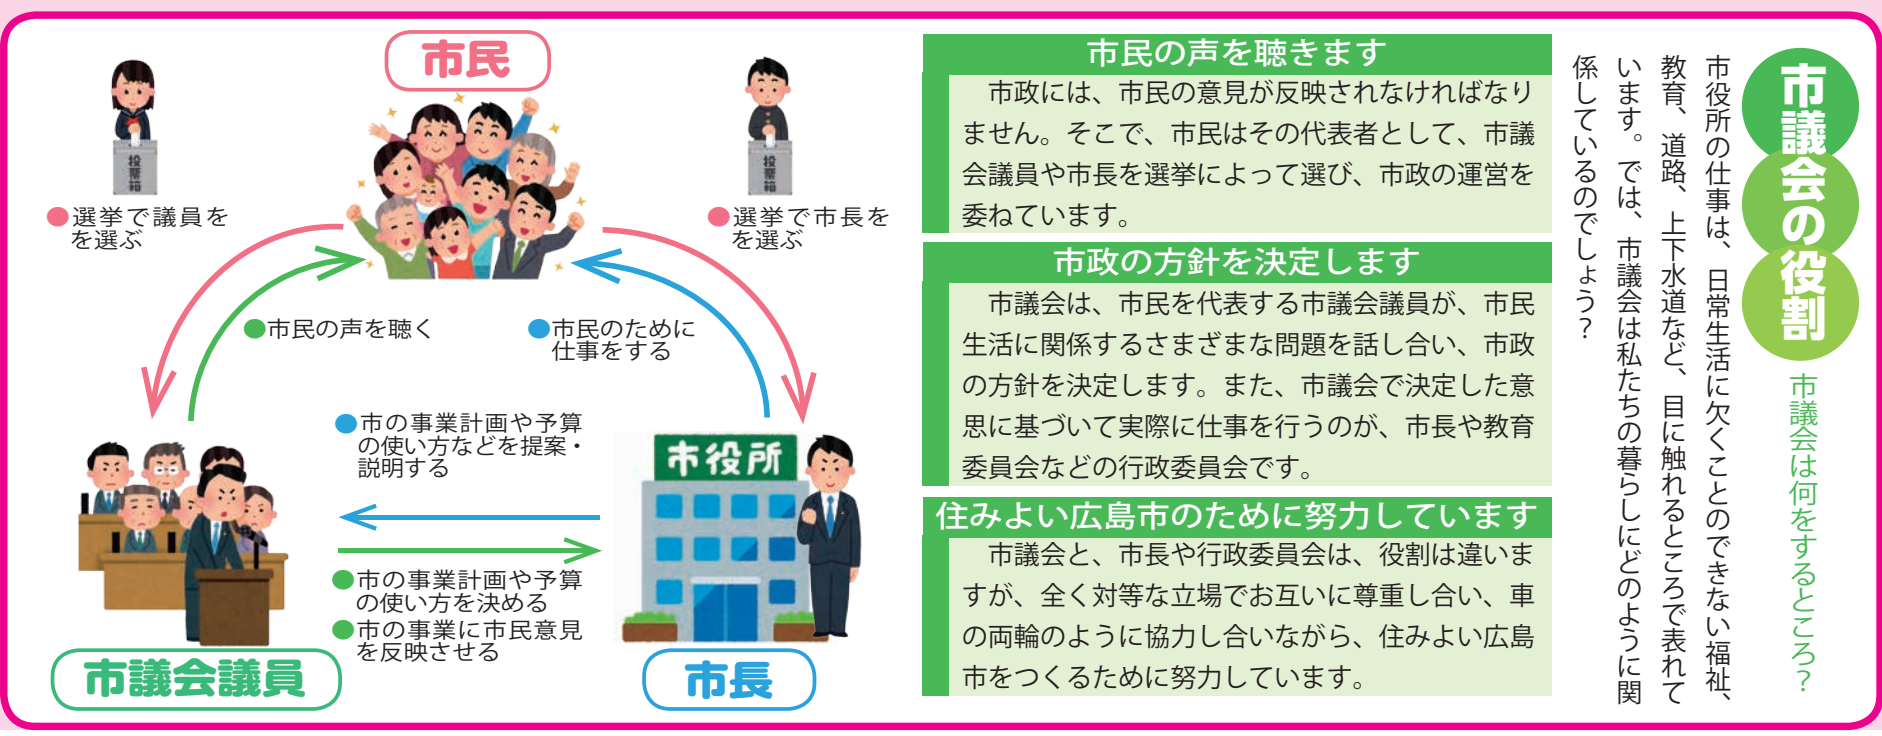 市議会の役割
市議会は何をするところ？
市役所の仕事は、日常生活に欠くことのできない福祉、
教育、道路、上下水道など、目に触れるところで表れて
います。では、市議会は私たちの暮らしにどのように関
係しているのでしょう？
市民の声を聴きます
市政には、市民の意見が反映されなければなり
ません。そこで、市民はその代表者として、市議
会議員や市長を選挙によって選び、市政の運営を
委ねています。
市政の方針を決定します
市議会は、市民を代表する市議会議員が、市民
生活に関係するさまざまな問題を話し合い、市政
の方針を決定します。また、市議会で決定した意
思に基づいて実際に仕事を行うのが、市長や教育
委員会などの行政委員会です。
住みよい広島市のために努力しています
市議会と、市長や行政委員会は、役割は違いま
すが、全く対等な立場でお互いに尊重し合い、車
の両輪のように協力し合いながら、住みよい広島
市をつくるために努力しています。
市民
投票箱
投票箱
●選挙で議員を
を選ぶ
●選挙で市長を
を選ぶ
●市民の声を聴く
●市民のために
仕事をする
●市の事業計画や予算
の使い方などを提案・
説明する
市役所
●市の事業計画や予算
の使い方を決める
●市の事業に市民意見
を反映させる
市議会議員
市長